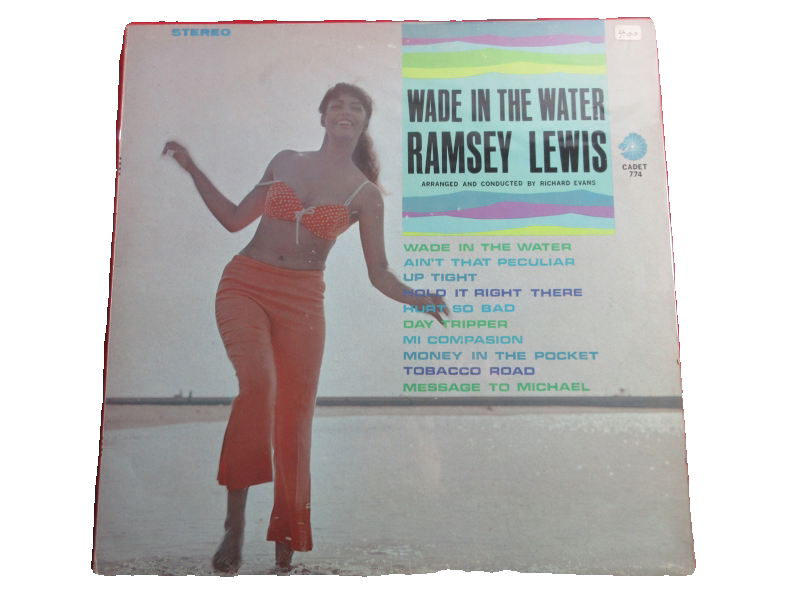 STEREO
WADE IN THE WATER
RAMSEY LEWIS
ARRANGED AND CONDUCTED BY RICHARD EVANS
CADET
774
WADE IN THE WATER
AIN'T THAT PECULIAR
UP TIGHT
HOLD IT RIGHT THERE
HURT SO BAD
DAY TRIPPER
MI COMPASION
MONEY IN THE POCKET
TOBACCO ROAD
MESSAGE TO MICHAEL